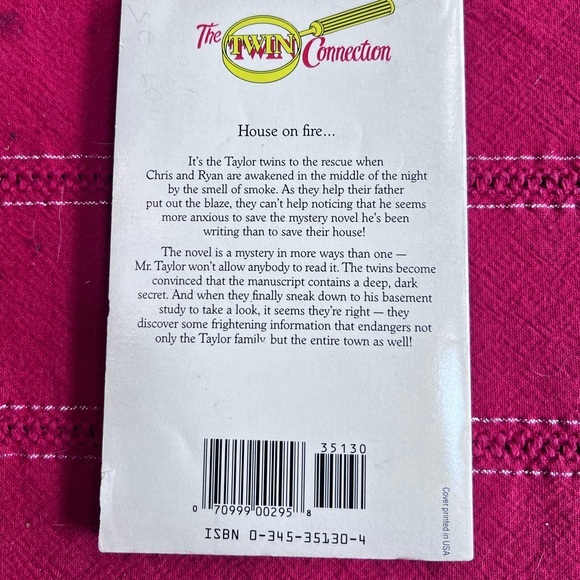 The TWIN Connection
House on fire...
It's the Taylor twins to the rescue when
Chris and Ryan are awakened in the middle of the night
by the smell of smoke. As they help their father
put out the blaze, they can't help noticing that he seems
more anxious to save the mystery novel he's been
writing than to save their house!
The novel is a mystery in more ways than one —
Mr. Taylor won't allow anybody to read it. The twins become
convinced that the manuscript contains a deep, dark
secret. And when they finally sneak down to his basement
study to take a look, it seems they're right — they
discover some frightening information that endangers not
only the Taylor family but the entire town as well!
35130
0 70999 00295 8
ISBN 0-345-35130-4
Cover printed in USA